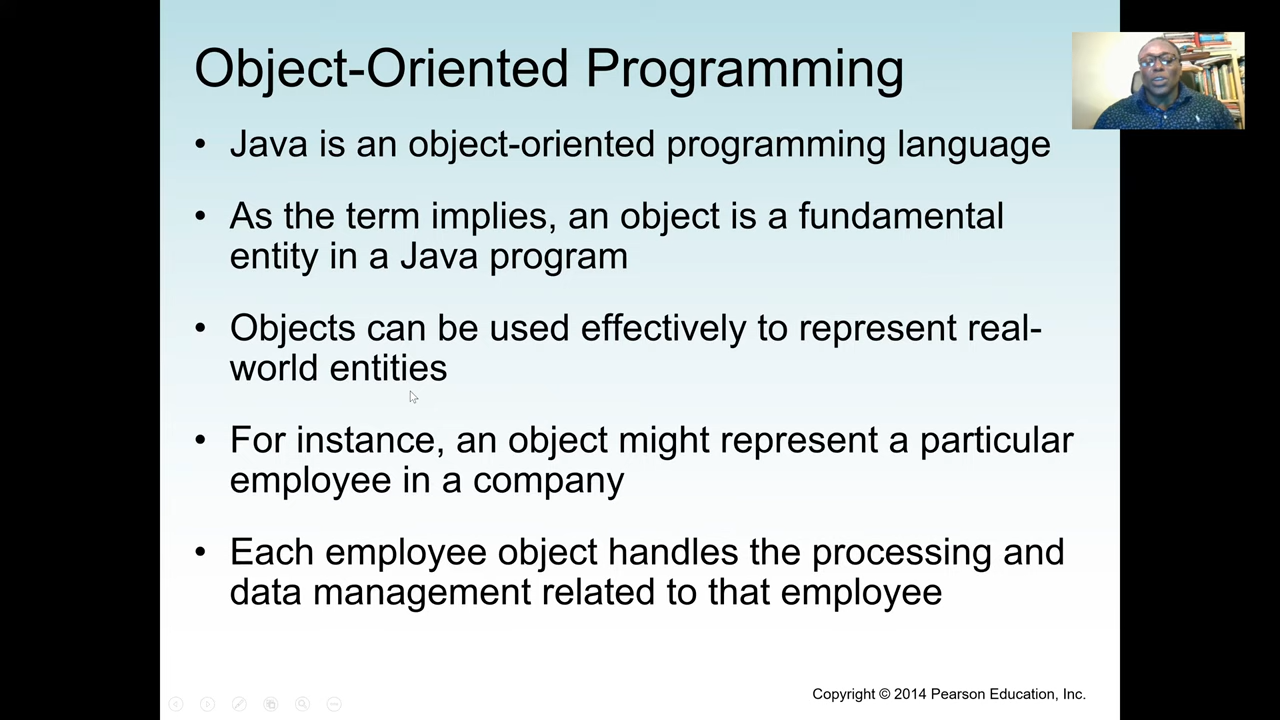 Object-Oriented Programming
• Java is an object-oriented programming language
• As the term implies, an object is a fundamental
entity in a Java program
• Objects can be used effectively to represent real-
world entities
• For instance, an object might represent a particular
employee in a company
• Each employee object handles the processing and
data management related to that employee
Copyright © 2014 Pearson Education, Inc.